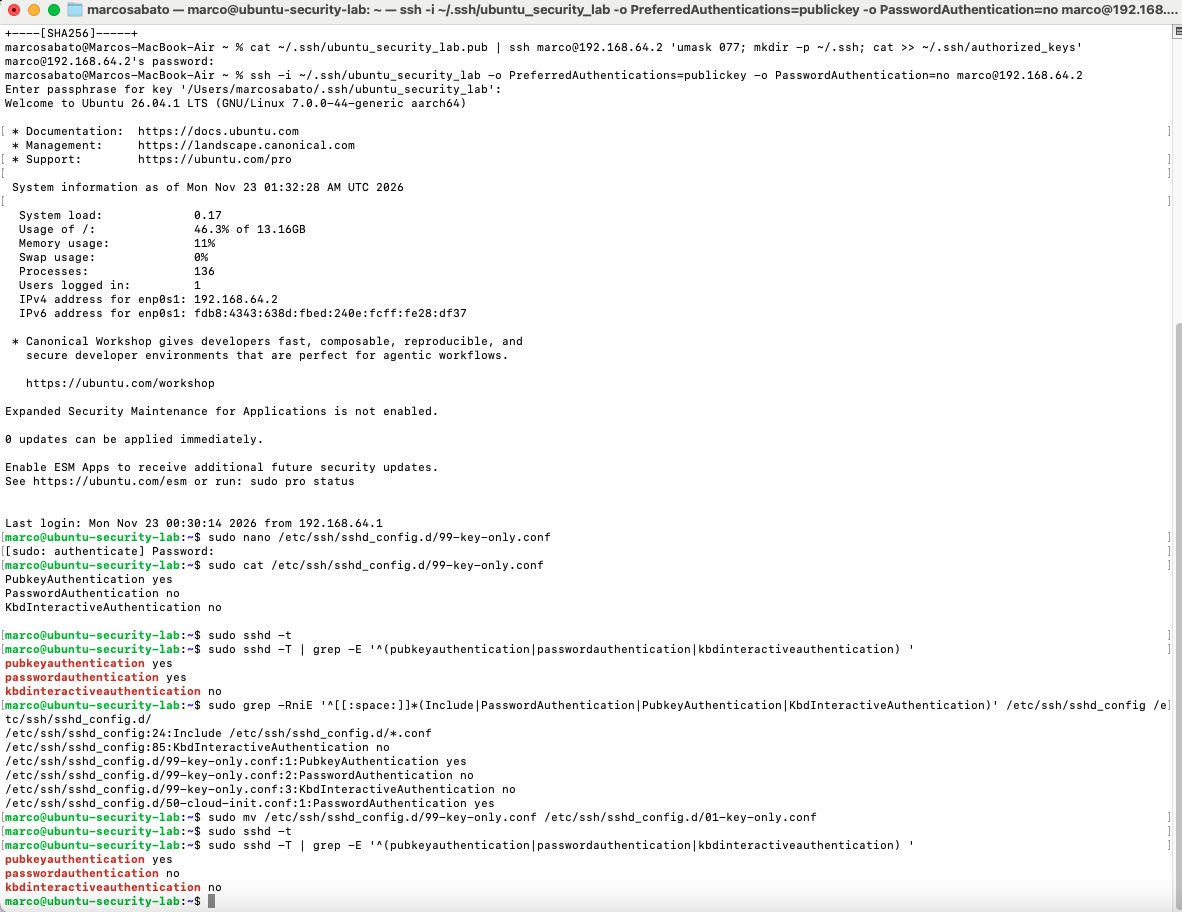 marcosabato — marco@ubuntu-security-lab: ~ — ssh -i ~/.ssh/ubuntu_security_lab -o PreferredAuthentications=publickey -o PasswordAuthentication=no marco@192.168....
+----[SHA256]-----+
marcosabato@Marcos-MacBook-Air ~ % cat ~/.ssh/ubuntu_security_lab.pub | ssh marco@192.168.64.2 'umask 077; mkdir -p ~/.ssh; cat >> ~/.ssh/authorized_keys'
marco@192.168.64.2's password:
marcosabato@Marcos-MacBook-Air ~ % ssh -i ~/.ssh/ubuntu_security_lab -o PreferredAuthentications=publickey -o PasswordAuthentication=no marco@192.168.64.2
Enter passphrase for key '/Users/marcosabato/.ssh/ubuntu_security_lab':
Welcome to Ubuntu 26.04.1 LTS (GNU/Linux 7.0.0-44-generic aarch64)

[ * Documentation:  https://docs.ubuntu.com ]
  * Management:     https://landscape.canonical.com
[ * Support:        https://ubuntu.com/pro ]
[ ]
 System information as of Mon Nov 23 01:32:28 AM UTC 2026
[ ]
  System load:             0.17
  Usage of /:              46.3% of 13.16GB
  Memory usage:            11%
  Swap usage:              0%
  Processes:               136
  Users logged in:         1
  IPv4 address for enp0s1: 192.168.64.2
  IPv6 address for enp0s1: fdb8:4343:638d:fbed:240e:fcff:fe28:df37

 * Canonical Workshop gives developers fast, composable, reproducible, and
   secure developer environments that are perfect for agentic workflows.

   https://ubuntu.com/workshop

Expanded Security Maintenance for Applications is not enabled.

0 updates can be applied immediately.

Enable ESM Apps to receive additional future security updates.
See https://ubuntu.com/esm or run: sudo pro status


Last login: Mon Nov 23 00:30:14 2026 from 192.168.64.1
[marco@ubuntu-security-lab:~$ sudo nano /etc/ssh/sshd_config.d/99-key-only.conf ]
[[sudo: authenticate] Password: ]
[marco@ubuntu-security-lab:~$ sudo cat /etc/ssh/sshd_config.d/99-key-only.conf ]
PubkeyAuthentication yes
PasswordAuthentication no
KbdInteractiveAuthentication no

[marco@ubuntu-security-lab:~$ sudo sshd -t ]
[marco@ubuntu-security-lab:~$ sudo sshd -T | grep -E '^(pubkeyauthentication|passwordauthentication|kbdinteractiveauthentication) ' ]
pubkeyauthentication yes
passwordauthentication yes
kbdinteractiveauthentication no
[marco@ubuntu-security-lab:~$ sudo grep -RniE '^[[:space:]]*(Include|PasswordAuthentication|PubkeyAuthentication|KbdInteractiveAuthentication)' /etc/ssh/sshd_config /e]
tc/ssh/sshd_config.d/
/etc/ssh/sshd_config:24:Include /etc/ssh/sshd_config.d/*.conf
/etc/ssh/sshd_config:85:KbdInteractiveAuthentication no
/etc/ssh/sshd_config.d/99-key-only.conf:1:PubkeyAuthentication yes
/etc/ssh/sshd_config.d/99-key-only.conf:2:PasswordAuthentication no
/etc/ssh/sshd_config.d/99-key-only.conf:3:KbdInteractiveAuthentication no
/etc/ssh/sshd_config.d/50-cloud-init.conf:1:PasswordAuthentication yes
[marco@ubuntu-security-lab:~$ sudo mv /etc/ssh/sshd_config.d/99-key-only.conf /etc/ssh/sshd_config.d/01-key-only.conf ]
[marco@ubuntu-security-lab:~$ sudo sshd -t ]
[marco@ubuntu-security-lab:~$ sudo sshd -T | grep -E '^(pubkeyauthentication|passwordauthentication|kbdinteractiveauthentication) ' ]
pubkeyauthentication yes
passwordauthentication no
kbdinteractiveauthentication no
marco@ubuntu-security-lab:~$